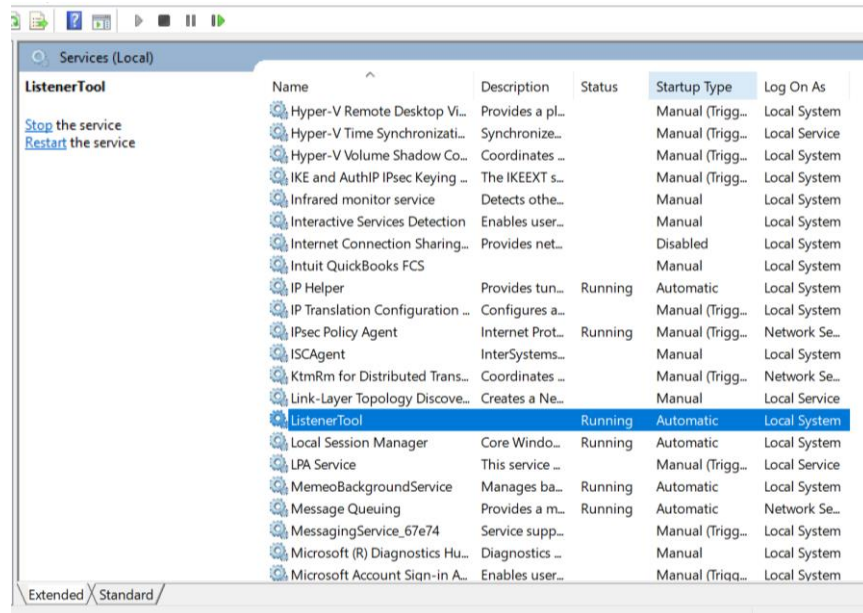 Services (Local)
ListenerTool
Stop the service
Restart the service
Name Description Status Startup Type Log On As
Hyper-V Remote Desktop Vi... Provides a pl... Manual (Trigg... Local System
Hyper-V Time Synchronizati... Synchronize... Manual (Trigg... Local Service
Hyper-V Volume Shadow Co... Coordinates ... Manual (Trigg... Local System
IKE and AuthIP IPsec Keying ... The IKEEXT s... Manual (Trigg... Local System
Infrared monitor service Detects othe... Manual Local System
Interactive Services Detection Enables user... Manual Local System
Internet Connection Sharing... Provides net... Disabled Local System
Intuit QuickBooks FCS Manual Local System
IP Helper Provides tun... Running Automatic Local System
IP Translation Configuration ... Configures a... Manual (Trigg... Local System
IPsec Policy Agent Internet Prot... Running Manual (Trigg... Network Se...
ISCAgent InterSystems... Manual Local System
KtmRm for Distributed Trans... Coordinates ... Manual (Trigg... Network Se...
Link-Layer Topology Discove... Creates a Ne... Manual Local Service
ListenerTool Running Automatic Local System
Local Session Manager Core Windo... Running Automatic Local System
LPA Service This service ... Manual (Trigg... Local Service
MemeoBackgroundService Manages ba... Running Automatic Local System
Message Queuing Provides a m... Running Automatic Network Se...
MessagingService_67e74 Service supp... Manual (Trigg... Local System
Microsoft (R) Diagnostics Hu... Diagnostics ... Manual Local System
Microsoft Account Sign-in A... Enables user... Manual (Trigg... Local System
Extended Standard